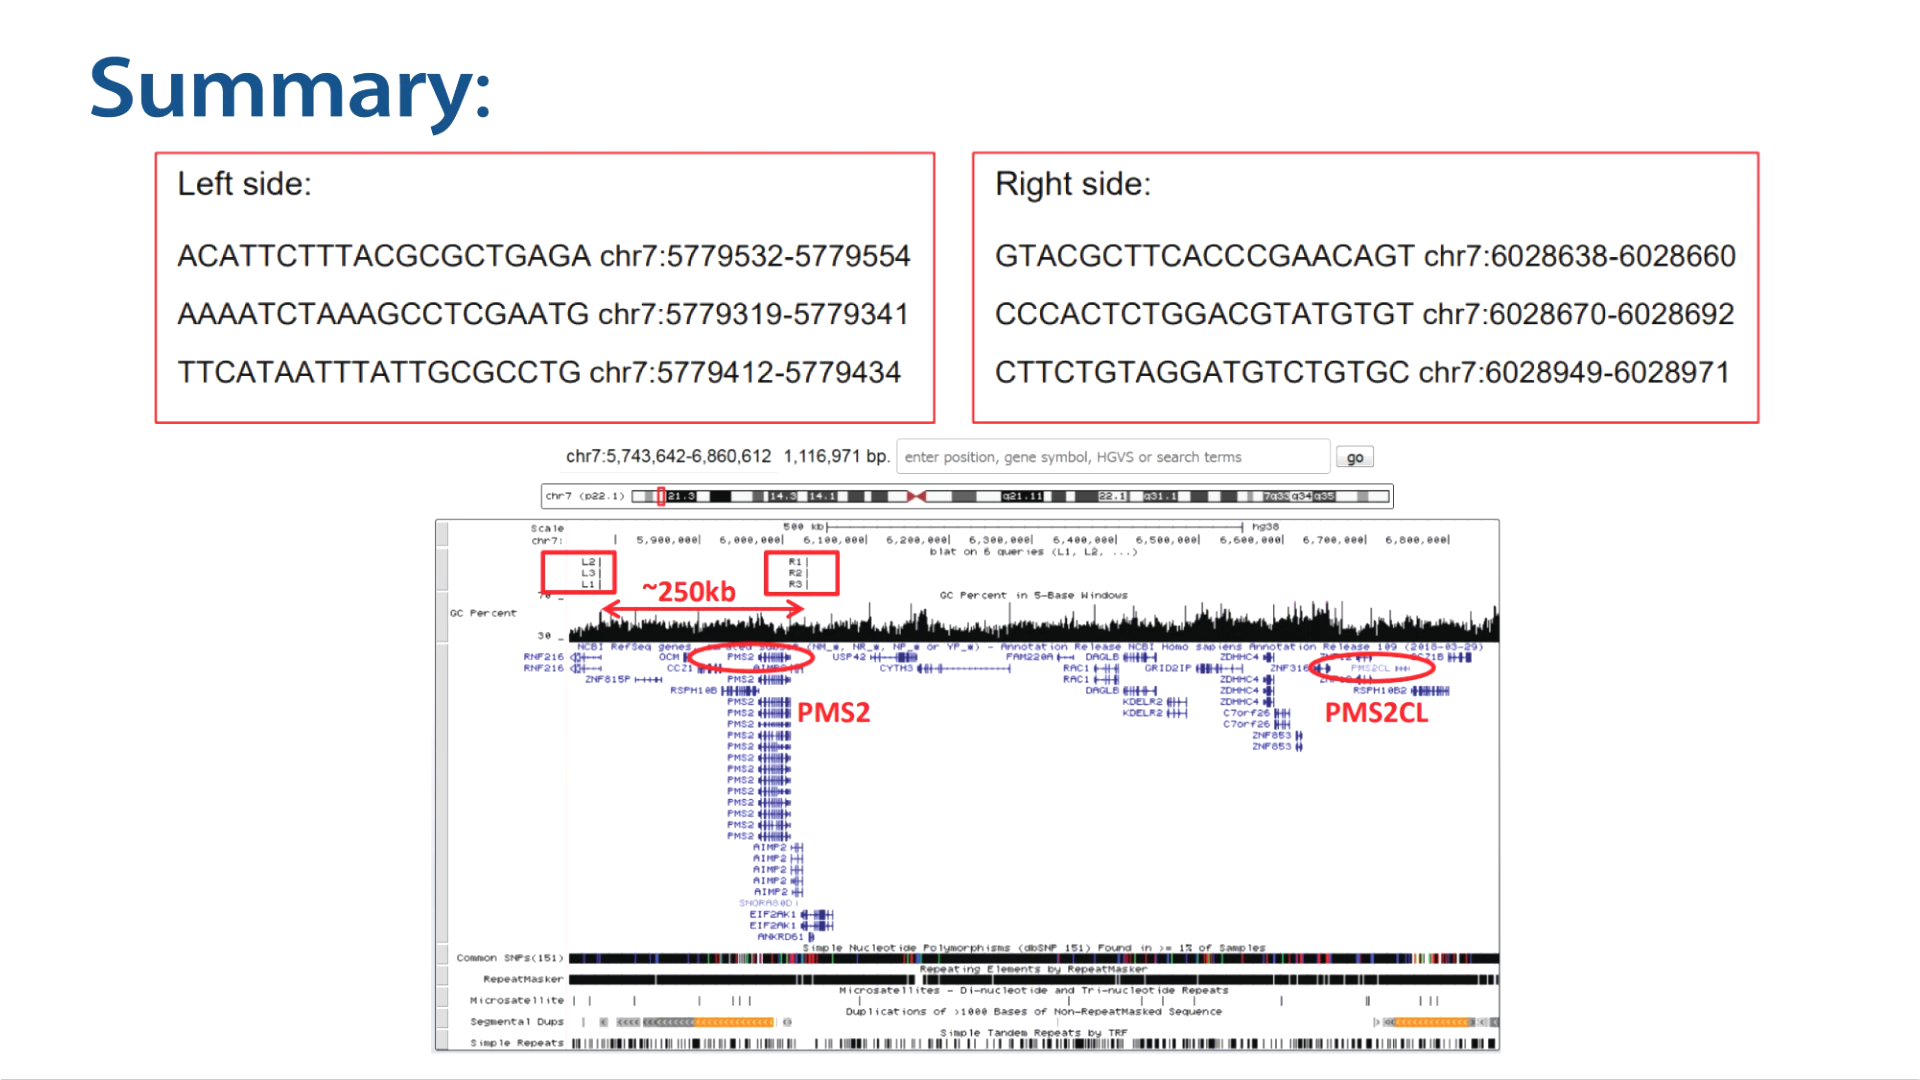 Summary:
Left side:
ACATTCTTTACGCGCTGAGA chr7:5779532-5779554
AAAATCTAAAGCCTCGAATG chr7:5779319-5779341
TTCATAATTTATTGCGCCTG chr7:5779412-5779434
Right side:
GTACGCTTCACCCGAACAGT chr7:6028638-6028660
CCCACTCTGGACGTATGTGT chr7:6028670-6028692
CTTCTGTAGGATGTCTGTGC chr7:6028949-6028971
chr7:5,743,642-6,860,612 1,116,971 bp. enter position, gene symbol, HGVS or search terms go
chr7 (p22.1) 21.3 14.3 14.1 q21.11 22.1 q31.1 7q33 q34 q35
Scale 500 kb hg38
chr7: 5,900,000 6,000,000 6,100,000 6,200,000 6,300,000 6,400,000 6,500,000 6,600,000 6,700,000 6,800,000
blat on 6 queries (L1, L2, ...)
L2 R1
L3 R2
L1 R3
~250kb
70 GC Percent in 5-Base Windows
GC Percent
30
NCBI RefSeq genes, subset (NM_*, NR_*, NP_* or YP_*) - Annotation Release NCBI Homo sapiens Annotation Release 109 (2018-03-29)
RNF216 OCM PMS2 USP42 FAM220A DAGLB ZDHHC4
RNF216 CCZ1 CYTH3 RAC1 GRID2IP ZNF316 PMS2CL
ZNF815P PMS2 RAC1 ZDHHC4
RSPH10B DAGLB ZDHHC4 RSPH10B2
PMS2 KDELR2 ZDHHC4
PMS2 KDELR2 C7orf26
PMS2 PMS2CL
PMS2 C7orf26
PMS2 ZNF853
PMS2 ZNF853
PMS2
PMS2
PMS2
PMS2
PMS2
PMS2
PMS2
PMS2
AIMP2
AIMP2
AIMP2
AIMP2
AIMP2
SNORA80D
EIF2AK1
EIF2AK1
ANKRD61
Simple Nucleotide Polymorphisms (dbSNP 151) Found in >= 1% of Samples
Common SNPs(151)
Repeating Elements by RepeatMasker
RepeatMasker
Microsatellites - Di-nucleotide and Tri-nucleotide Repeats
Microsatellite
Duplications of >1000 Bases of Non-RepeatMasked Sequence
Segmental Dups
Simple Tandem Repeats by TRF
Simple Repeats